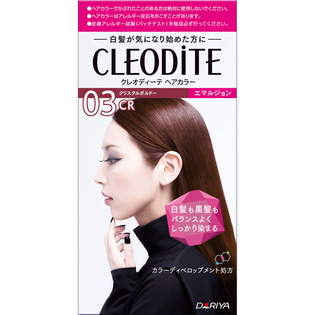 ●ヘアカラーでかぶれたことのある方は絶対に使用しないでください。
●ヘアカラーはアレルギー反応をおこすことがあります。
●皮膚アレルギー試験(パッチテスト)を毎回必ず行ってください。
白髪が気になり始めた方に
CLEODiTE
クレオディーテ ヘアカラー
03CR
クリスタルボルドー
エマルジョン
白髪も黒髪も
バランスよく
しっかり染まる
カラーディベロップメント処方
DARIYA